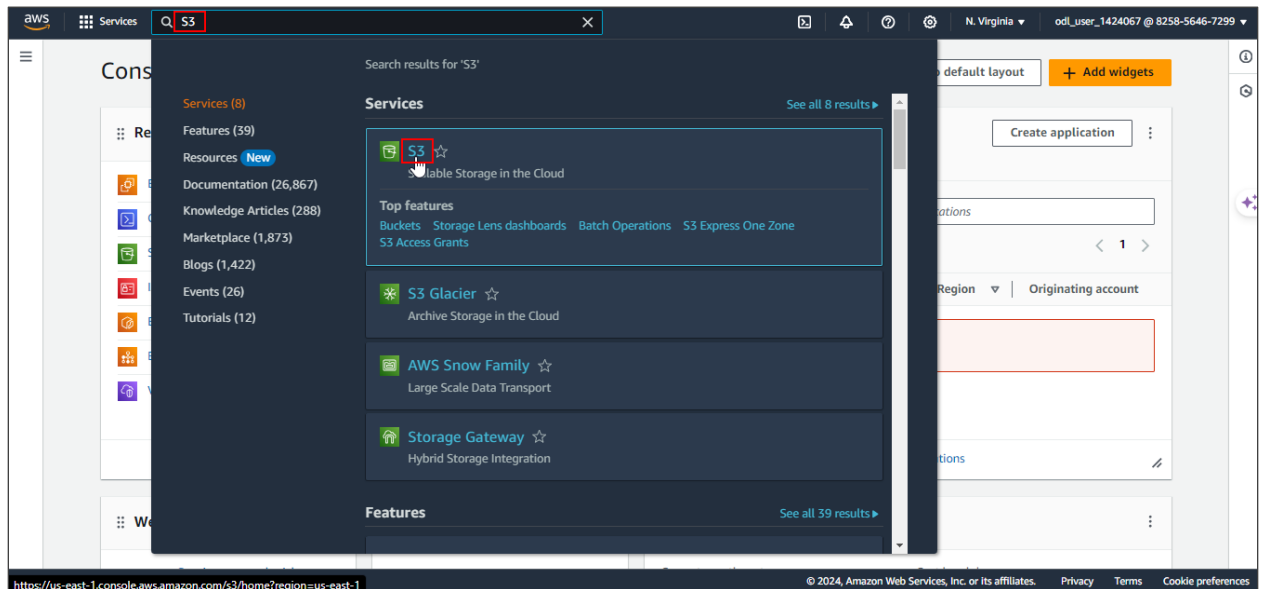 aws
Services
S3
N. Virginia
odl_user_1424067 @ 8258-5646-7299
Cons
default layout
Add widgets
Search results for 'S3'
Services (8)
Features (39)
Resources New
Documentation (26,867)
Knowledge Articles (288)
Marketplace (1,873)
Blogs (1,422)
Events (26)
Tutorials (12)
Services
See all 8 results
S3
Scalable Storage in the Cloud
Top features
Buckets Storage Lens dashboards Batch Operations S3 Express One Zone
S3 Access Grants
S3 Glacier
Archive Storage in the Cloud
AWS Snow Family
Large Scale Data Transport
Storage Gateway
Hybrid Storage Integration
Features
See all 39 results
Re
Create application
cations
1
Region
Originating account
tions
We
https://us-east-1.console.aws.amazon.com/s3/home?region=us-east-1
© 2024, Amazon Web Services, Inc. or its affiliates. Privacy Terms Cookie preferences